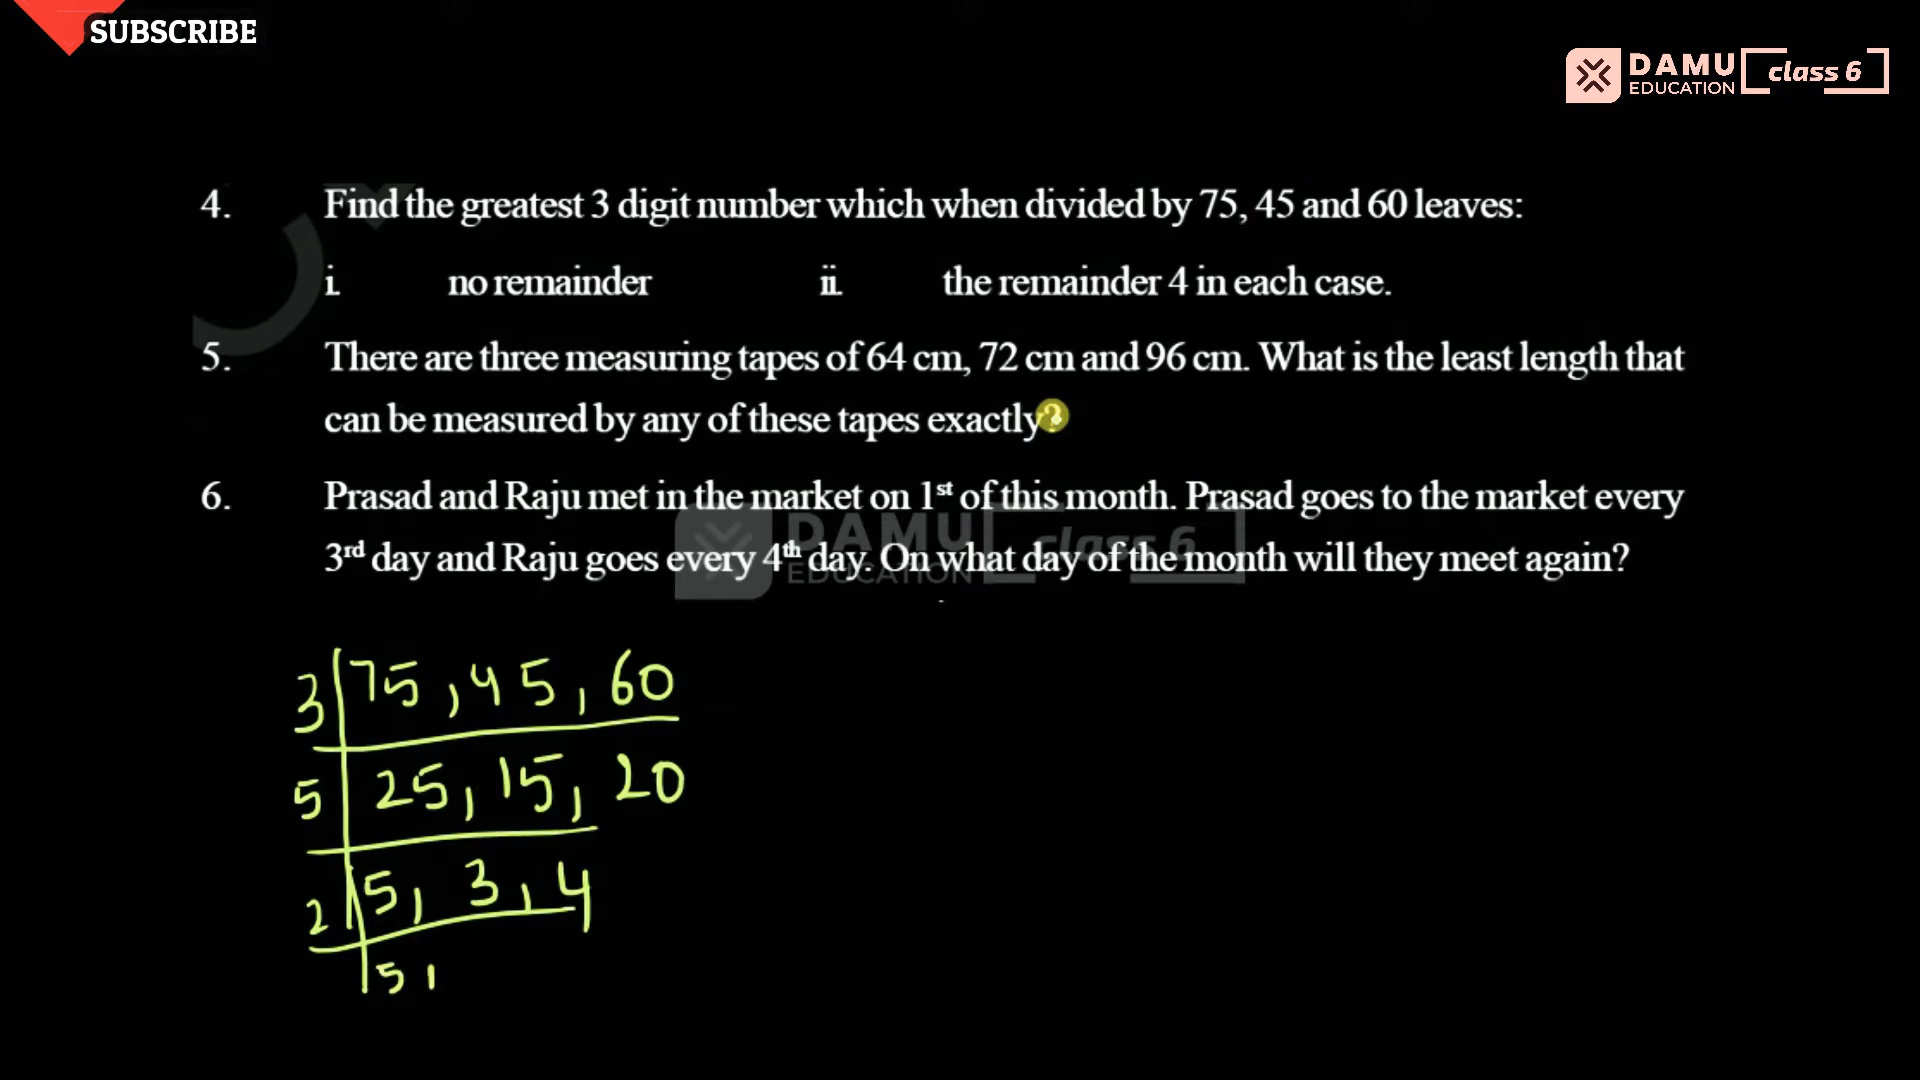 SUBSCRIBE
DAMU
EDUCATION
class 6
4. Find the greatest 3 digit number which when divided by 75, 45 and 60 leaves:
i. no remainder ii. the remainder 4 in each case.
5. There are three measuring tapes of 64 cm, 72 cm and 96 cm. What is the least length that
can be measured by any of these tapes exactly?
6. Prasad and Raju met in the market on 1st of this month. Prasad goes to the market every
3rd day and Raju goes every 4th day. On what day of the month will they meet again?
DAMU
EDUCATION
class 6
3 75, 45, 60
5 25, 15, 20
2 5, 3, 4
5,